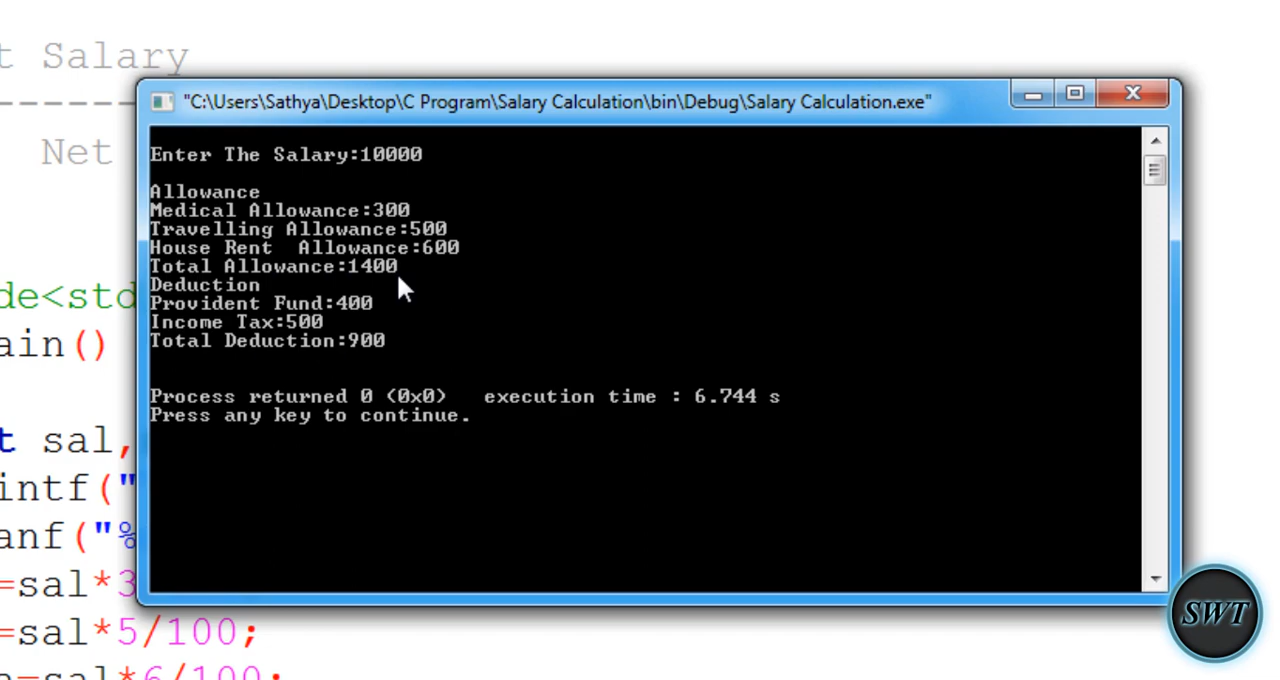 t Salary
----------
Net
"C:\Users\Sathya\Desktop\C Program\Salary Calculation\bin\Debug\Salary Calculation.exe"
Enter The Salary:10000
Allowance
Medical Allowance:300
Travelling Allowance:500
House Rent  Allowance:600
Total Allowance:1400
Deduction
Provident Fund:400
Income Tax:500
Total Deduction:900
Process returned 0 (0x0)   execution time : 6.744 s
Press any key to continue.
de<std
ain()
t sal,
intf("
anf("%
=sal*3
=sal*5/100;
a=sal*6/100;
SWT